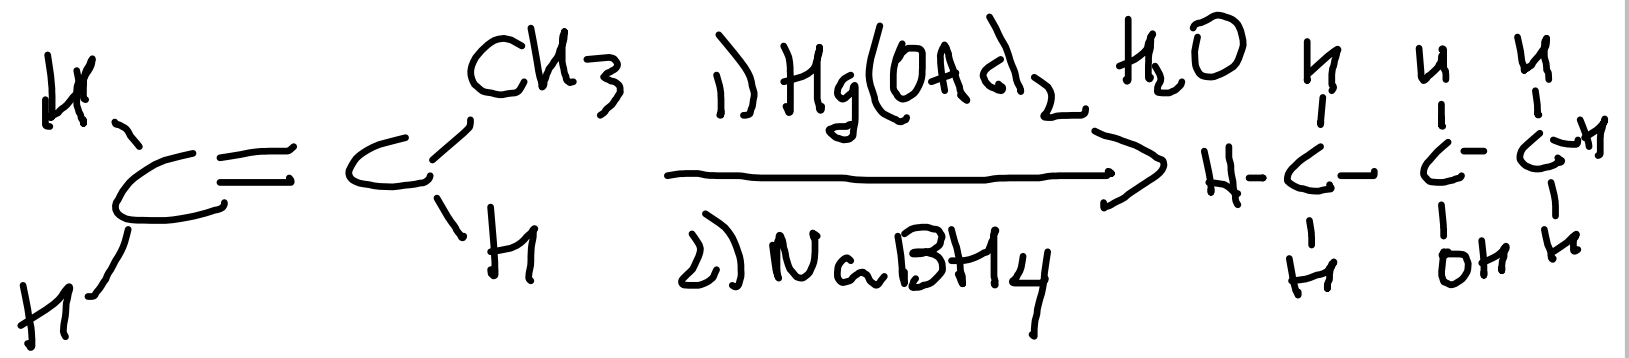 H CH3 1) Hg(OAc)2 H2O H H H
C = C H - C - C - C - H
H H 2) NaBH4 H OH H